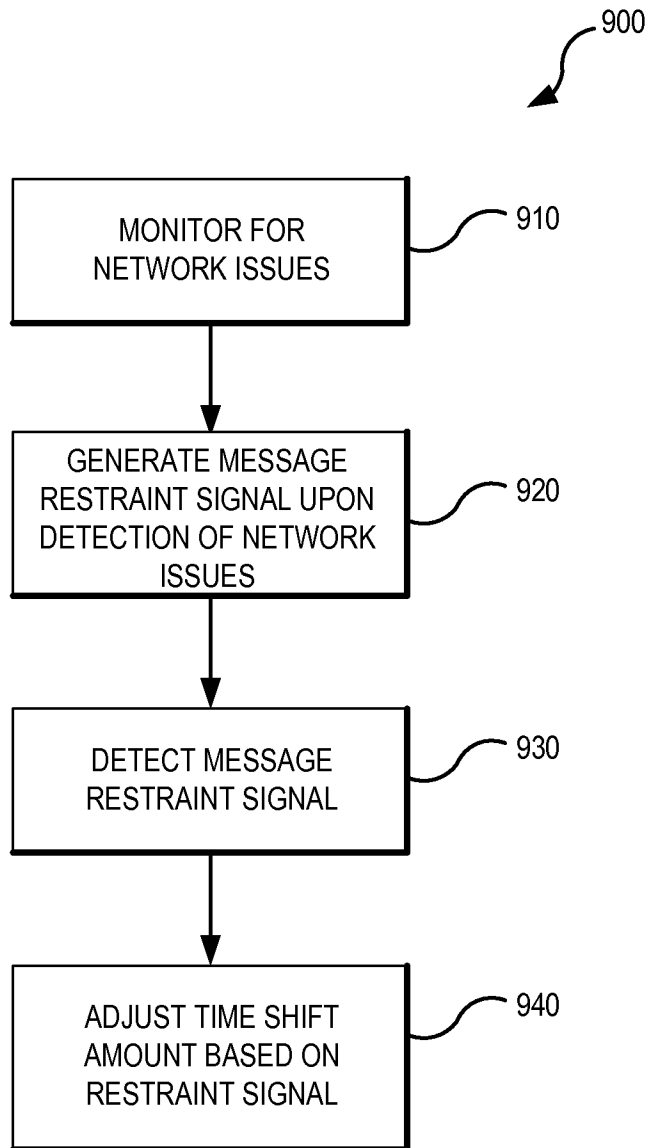 900
MONITOR FOR
NETWORK ISSUES
910
GENERATE MESSAGE
RESTRAINT SIGNAL UPON
DETECTION OF NETWORK
ISSUES
920
DETECT MESSAGE
RESTRAINT SIGNAL
930
ADJUST TIME SHIFT
AMOUNT BASED ON
RESTRAINT SIGNAL
940